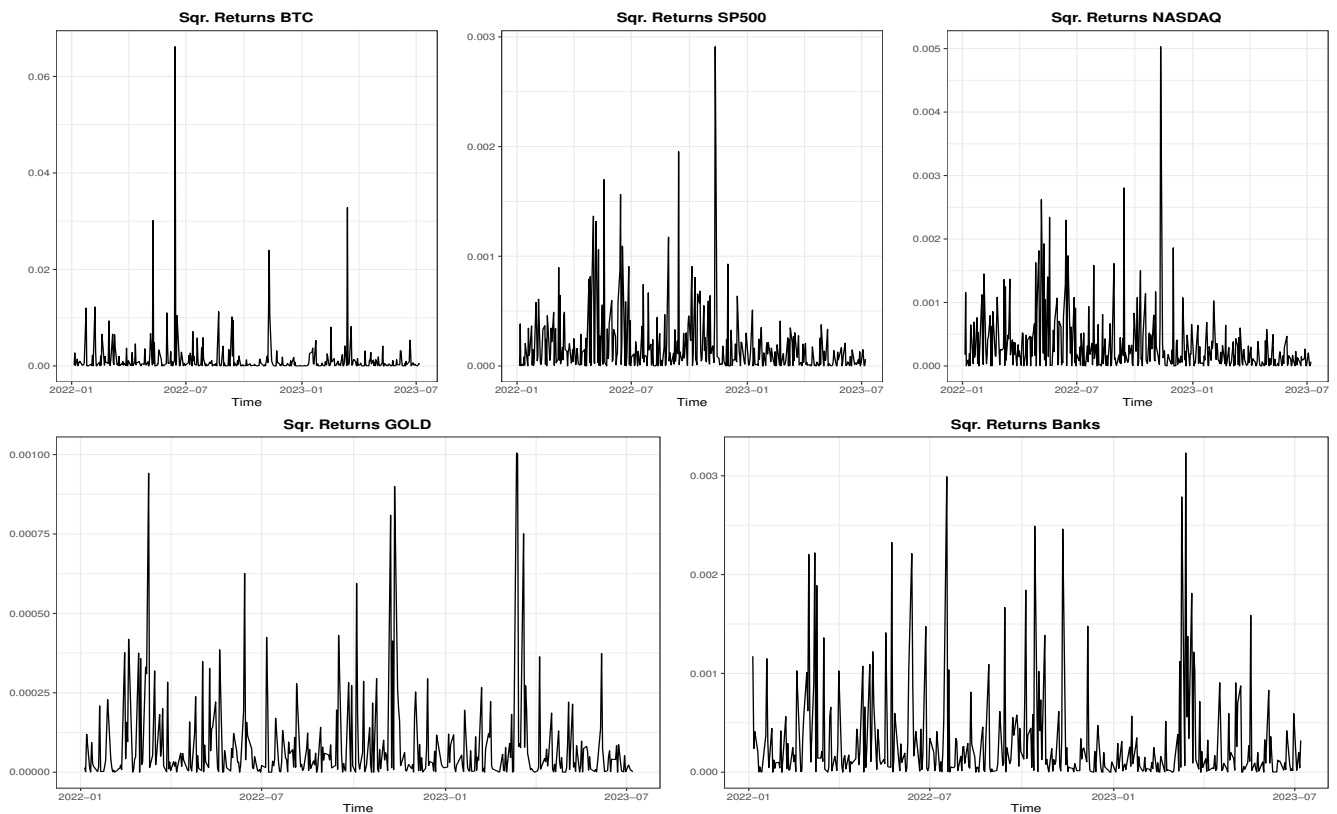 Sqr. Returns BTC
0.06
0.04
0.02
0.00
2022−01 2022−07 2023−01 2023−07
Time
Sqr. Returns SP500
0.003
0.002
0.001
0.000
2022−01 2022−07 2023−01 2023−07
Time
Sqr. Returns NASDAQ
0.005
0.004
0.003
0.002
0.001
0.000
2022−01 2022−07 2023−01 2023−07
Time
Sqr. Returns GOLD
0.00100
0.00075
0.00050
0.00025
0.00000
2022−01 2022−07 2023−01 2023−07
Time
Sqr. Returns Banks
0.003
0.002
0.001
0.000
2022−01 2022−07 2023−01 2023−07
Time